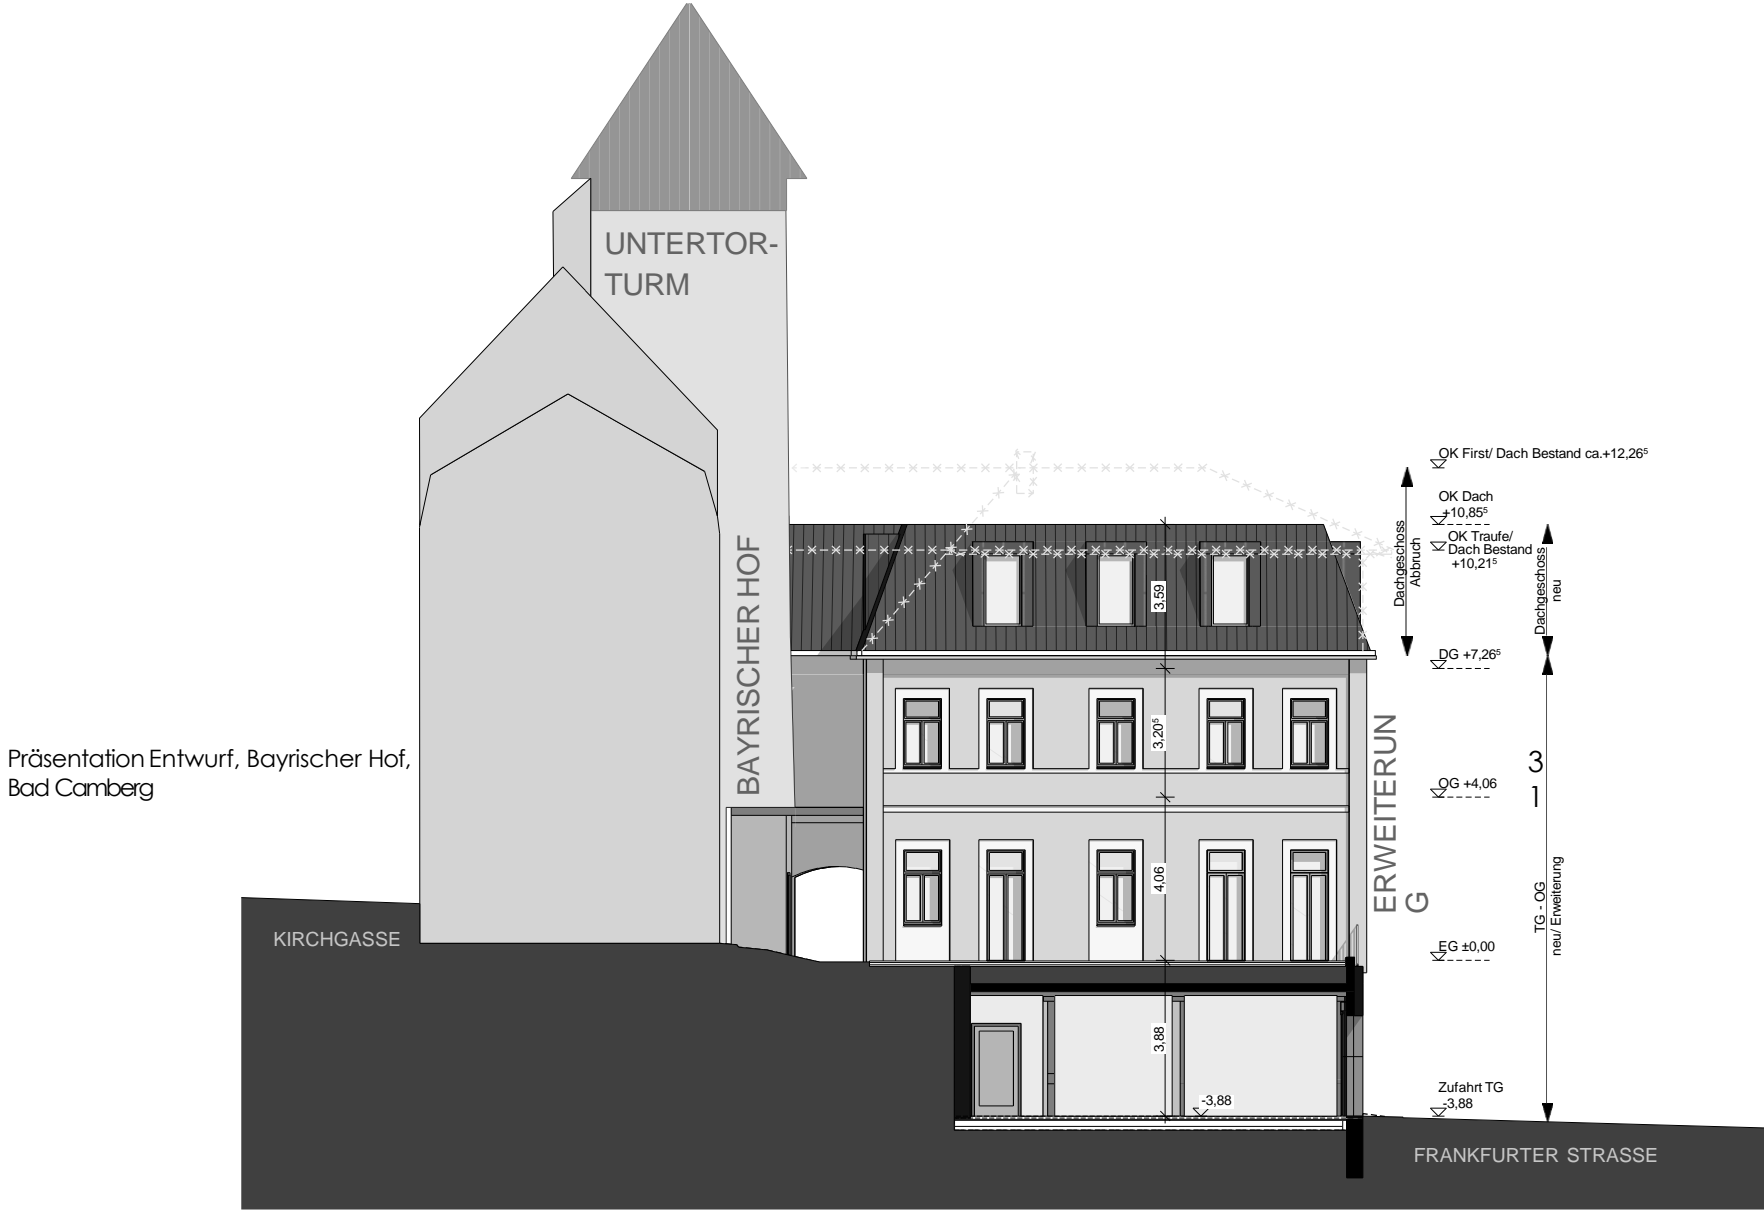 UNTERTOR-
TURM
BAYRISCHER HOF
Präsentation Entwurf, Bayrischer Hof,
Bad Camberg
KIRCHGASSE
OK First/ Dach Bestand ca.+12,26⁵
OK Dach
+10,85⁵
OK Traufe/
Dach Bestand
+10,21⁵
Dachgeschoss
Abbruch
Dachgeschoss
neu
3,59
DG +7,26⁵
3,20⁵
ERWEITERUN
G
3
1
OG +4,06
4,06
TG - OG
neu/ Erweiterung
EG ±0,00
3,88
-3,88
Zufahrt TG
-3,88
FRANKFURTER STRASSE